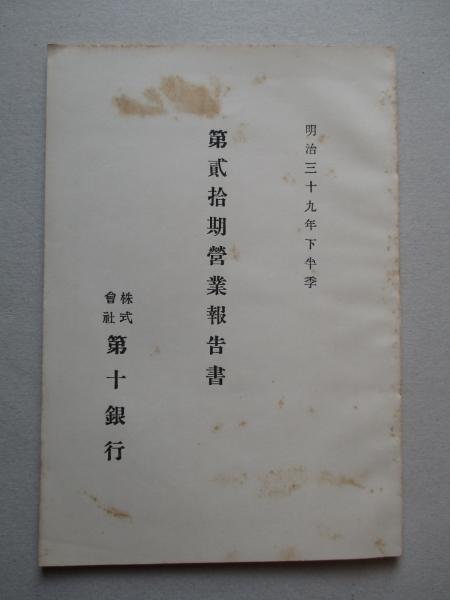 明治三十九年下半季
第貳拾期營業報告書
株式會社第十銀行